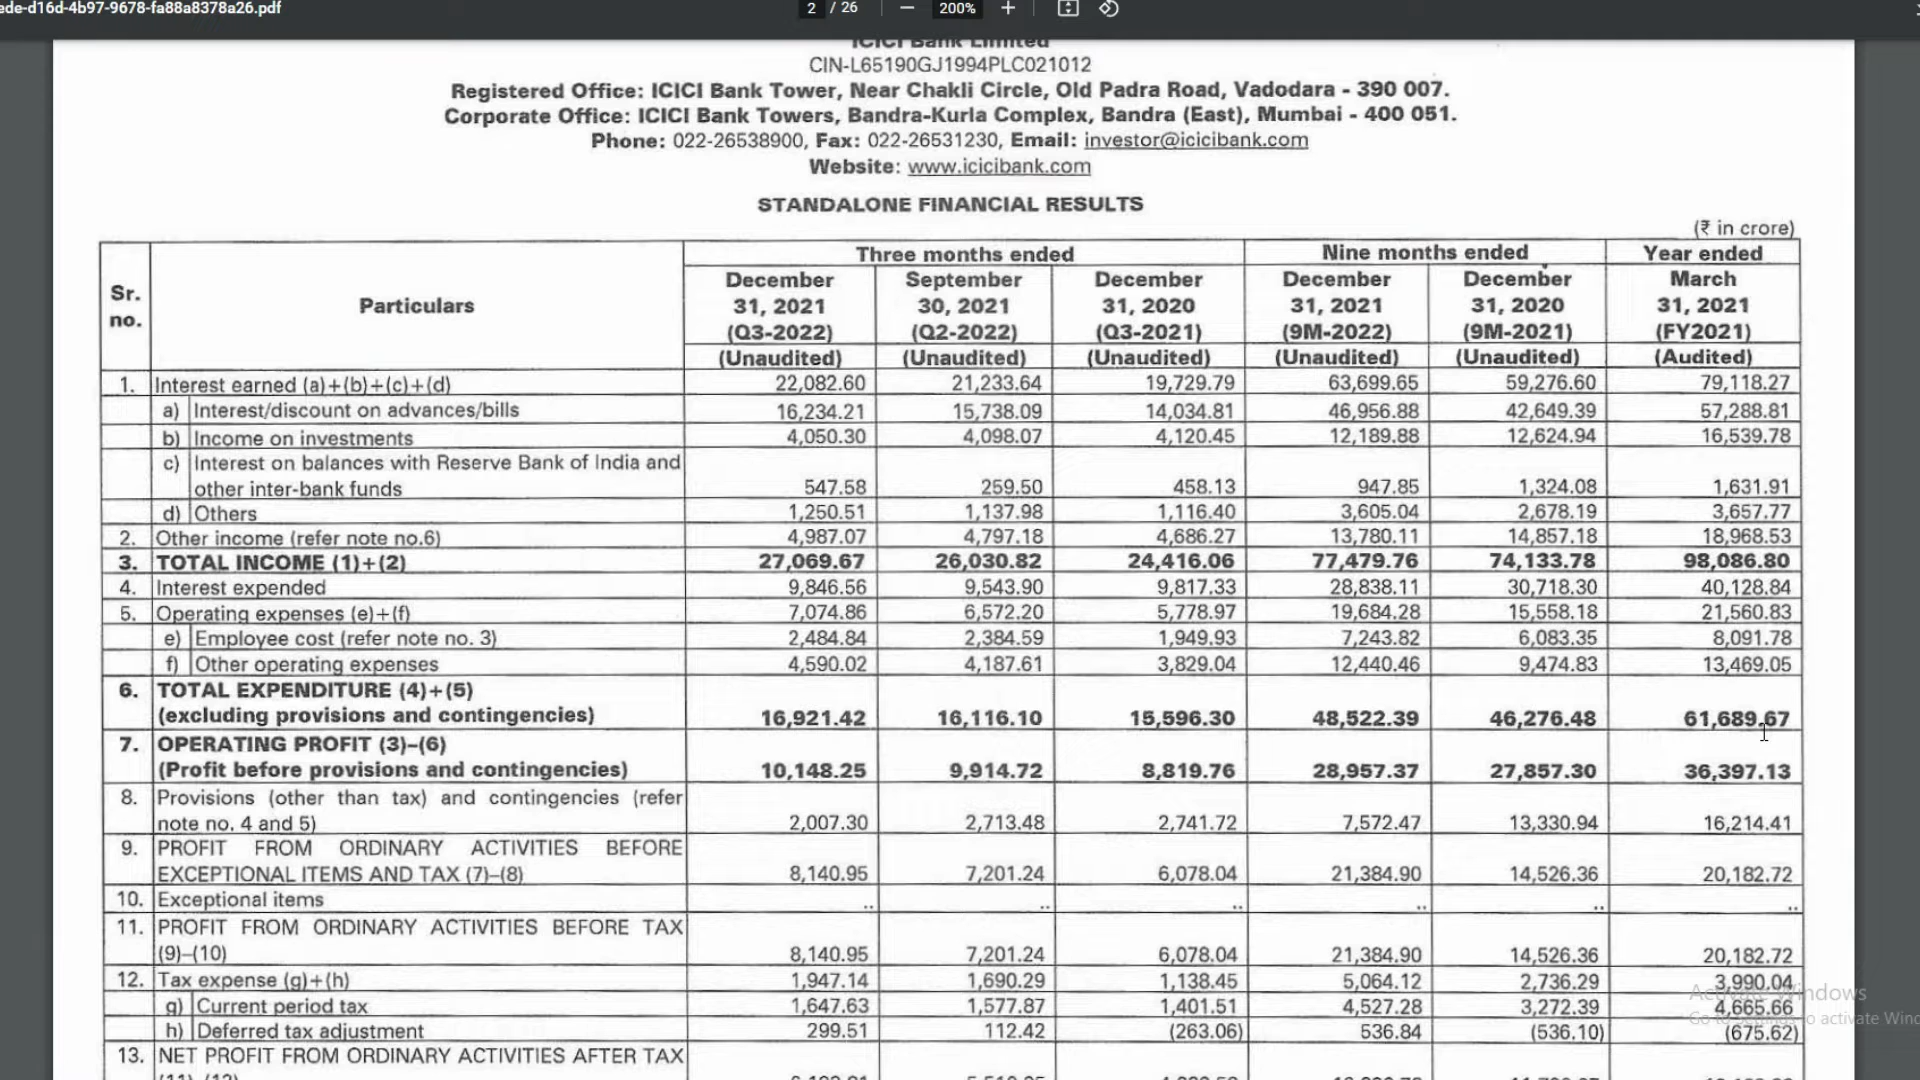 ede-d16d-4b97-9678-fa88a8378a26.pdf
2 / 26 — 200% +
ICICI Bank Limited
CIN-L65190GJ1994PLC021012
Registered Office: ICICI Bank Tower, Near Chakli Circle, Old Padra Road, Vadodara - 390 007.
Corporate Office: ICICI Bank Towers, Bandra-Kurla Complex, Bandra (East), Mumbai - 400 051.
Phone: 022-26538900, Fax: 022-26531230, Email: investor@icicibank.com
Website: www.icicibank.com
STANDALONE FINANCIAL RESULTS
(₹ in crore)
Sr. no. Particulars Three months ended Nine months ended Year ended
December 31, 2021 (Q3-2022) September 30, 2021 (Q2-2022) December 31, 2020 (Q3-2021) December 31, 2021 (9M-2022) December 31, 2020 (9M-2021) March 31, 2021 (FY2021)
(Unaudited) (Unaudited) (Unaudited) (Unaudited) (Unaudited) (Audited)
1. Interest earned (a)+(b)+(c)+(d) 22,082.60 21,233.64 19,729.79 63,699.65 59,276.60 79,118.27
a) Interest/discount on advances/bills 16,234.21 15,738.09 14,034.81 46,956.88 42,649.39 57,288.81
b) Income on investments 4,050.30 4,098.07 4,120.45 12,189.88 12,624.94 16,539.78
c) Interest on balances with Reserve Bank of India and
other inter-bank funds 547.58 259.50 458.13 947.85 1,324.08 1,631.91
d) Others 1,250.51 1,137.98 1,116.40 3,605.04 2,678.19 3,657.77
2. Other income (refer note no.6) 4,987.07 4,797.18 4,686.27 13,780.11 14,857.18 18,968.53
3. TOTAL INCOME (1)+(2) 27,069.67 26,030.82 24,416.06 77,479.76 74,133.78 98,086.80
4. Interest expended 9,846.56 9,543.90 9,817.33 28,838.11 30,718.30 40,128.84
5. Operating expenses (e)+(f) 7,074.86 6,572.20 5,778.97 19,684.28 15,558.18 21,560.83
e) Employee cost (refer note no. 3) 2,484.84 2,384.59 1,949.93 7,243.82 6,083.35 8,091.78
f) Other operating expenses 4,590.02 4,187.61 3,829.04 12,440.46 9,474.83 13,469.05
6. TOTAL EXPENDITURE (4)+(5)
(excluding provisions and contingencies) 16,921.42 16,116.10 15,596.30 48,522.39 46,276.48 61,689.67
7. OPERATING PROFIT (3)–(6)
(Profit before provisions and contingencies) 10,148.25 9,914.72 8,819.76 28,957.37 27,857.30 36,397.13
8. Provisions (other than tax) and contingencies (refer
note no. 4 and 5) 2,007.30 2,713.48 2,741.72 7,572.47 13,330.94 16,214.41
9. PROFIT FROM ORDINARY ACTIVITIES BEFORE
EXCEPTIONAL ITEMS AND TAX (7)–(8) 8,140.95 7,201.24 6,078.04 21,384.90 14,526.36 20,182.72
10. Exceptional items .. .. .. .. .. ..
11. PROFIT FROM ORDINARY ACTIVITIES BEFORE TAX
(9)–(10) 8,140.95 7,201.24 6,078.04 21,384.90 14,526.36 20,182.72
12. Tax expense (g)+(h) 1,947.14 1,690.29 1,138.45 5,064.12 2,736.29 3,990.04
g) Current period tax 1,647.63 1,577.87 1,401.51 4,527.28 3,272.39 4,665.66
h) Deferred tax adjustment 299.51 112.42 (263.06) 536.84 (536.10) (675.62)
13. NET PROFIT FROM ORDINARY ACTIVITIES AFTER TAX
Activate Windows
Go to Settings to activate Wind